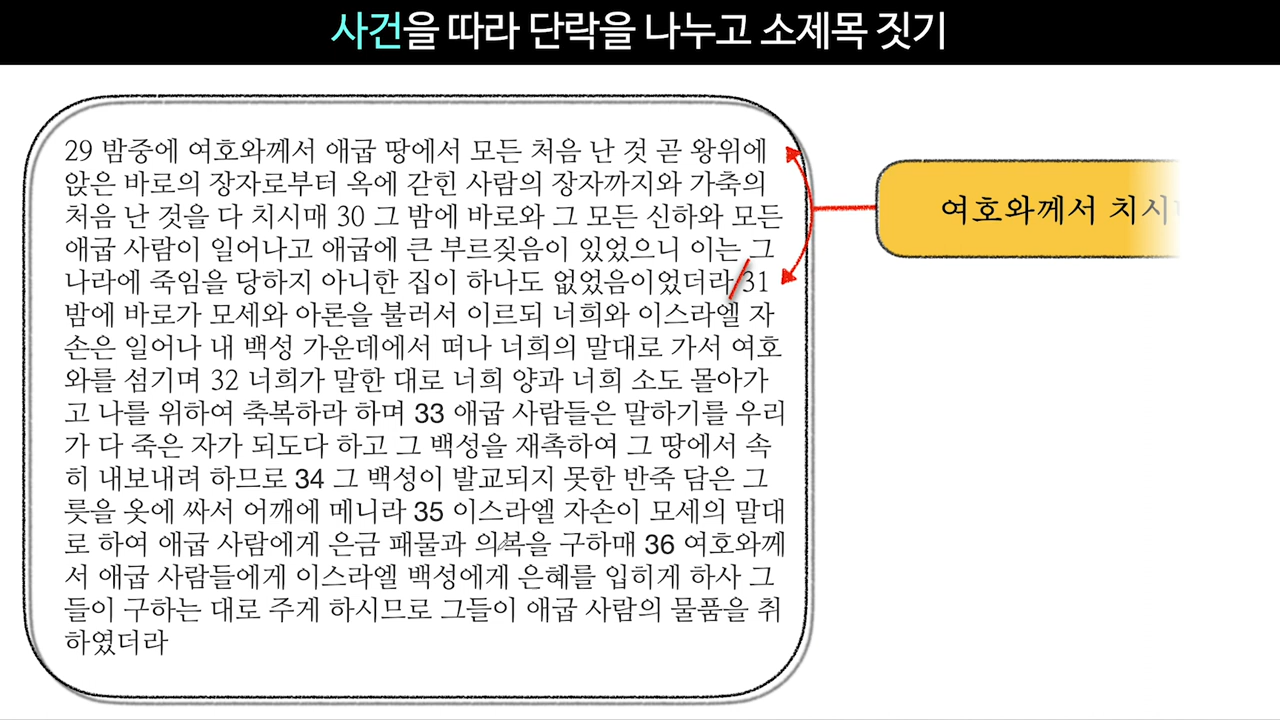 사건을 따라 단락을 나누고 소제목 짓기
29 밤중에 여호와께서 애굽 땅에서 모든 처음 난 것 곧 왕위에
앉은 바로의 장자로부터 옥에 갇힌 사람의 장자까지와 가축의
처음 난 것을 다 치시매 30 그 밤에 바로와 그 모든 신하와 모든
애굽 사람이 일어나고 애굽에 큰 부르짖음이 있었으니 이는 그
나라에 죽임을 당하지 아니한 집이 하나도 없었음이었더라 31
밤에 바로가 모세와 아론을 불러서 이르되 너희와 이스라엘 자
손은 일어나 내 백성 가운데에서 떠나 너희의 말대로 가서 여호
와를 섬기며 32 너희가 말한 대로 너희 양과 너희 소도 몰아가
고 나를 위하여 축복하라 하며 33 애굽 사람들은 말하기를 우리
가 다 죽은 자가 되도다 하고 그 백성을 재촉하여 그 땅에서 속
히 내보내려 하므로 34 그 백성이 발교되지 못한 반죽 담은 그
릇을 옷에 싸서 어깨에 메니라 35 이스라엘 자손이 모세의 말대
로 하여 애굽 사람에게 은금 패물과 의복을 구하매 36 여호와께
서 애굽 사람들에게 이스라엘 백성에게 은혜를 입히게 하사 그
들이 구하는 대로 주게 하시므로 그들이 애굽 사람의 물품을 취
하였더라
여호와께서 치시